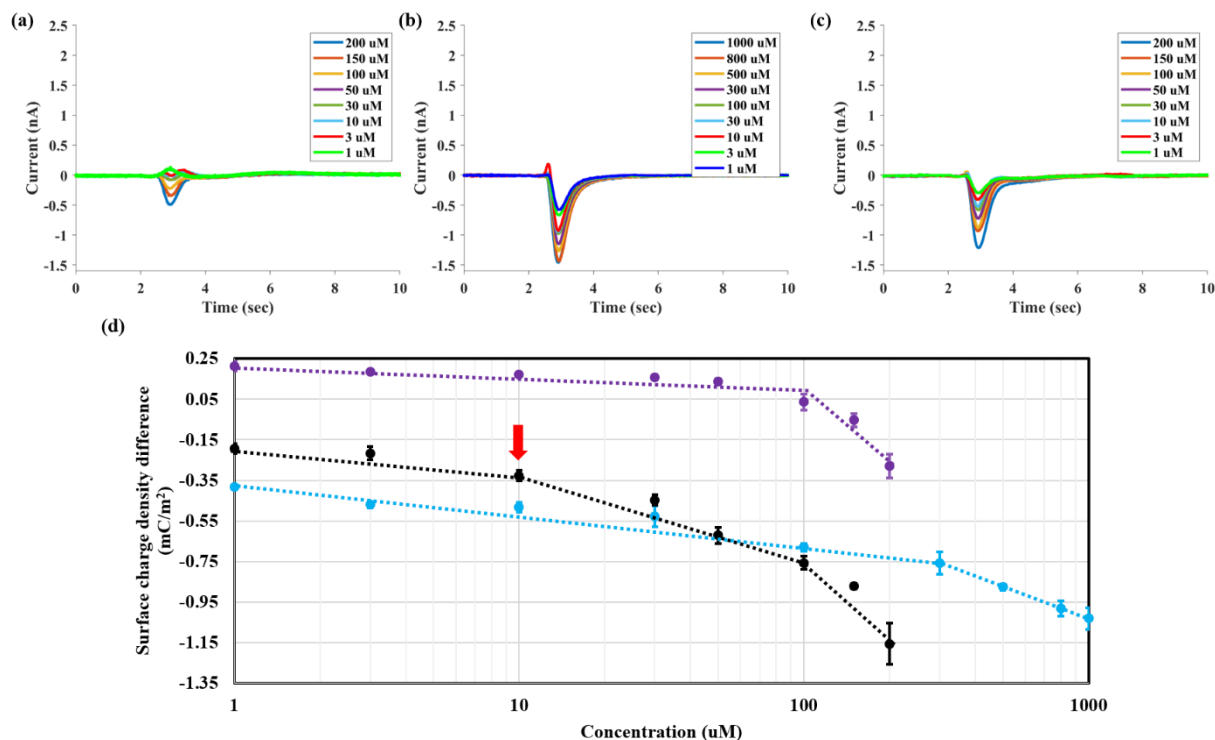 (a)
2.5
2
1.5
1
0.5
0
-0.5
-1
-1.5
Current (nA)
200 uM
150 uM
100 uM
50 uM
30 uM
10 uM
3 uM
1 uM
0 2 4 6 8 10
Time (sec)
(b)
2.5
2
1.5
1
0.5
0
-0.5
-1
-1.5
Current (nA)
1000 uM
800 uM
500 uM
300 uM
100 uM
30 uM
10 uM
3 uM
1 uM
0 2 4 6 8 10
Time (sec)
(c)
2.5
2
1.5
1
0.5
0
-0.5
-1
-1.5
Current (nA)
200 uM
150 uM
100 uM
50 uM
30 uM
10 uM
3 uM
1 uM
0 2 4 6 8 10
Time (sec)
(d)
Surface charge density difference
(mC/m²)
0.25
0.05
-0.15
-0.35
-0.55
-0.75
-0.95
-1.15
-1.35
1 10 100 1000
Concentration (uM)